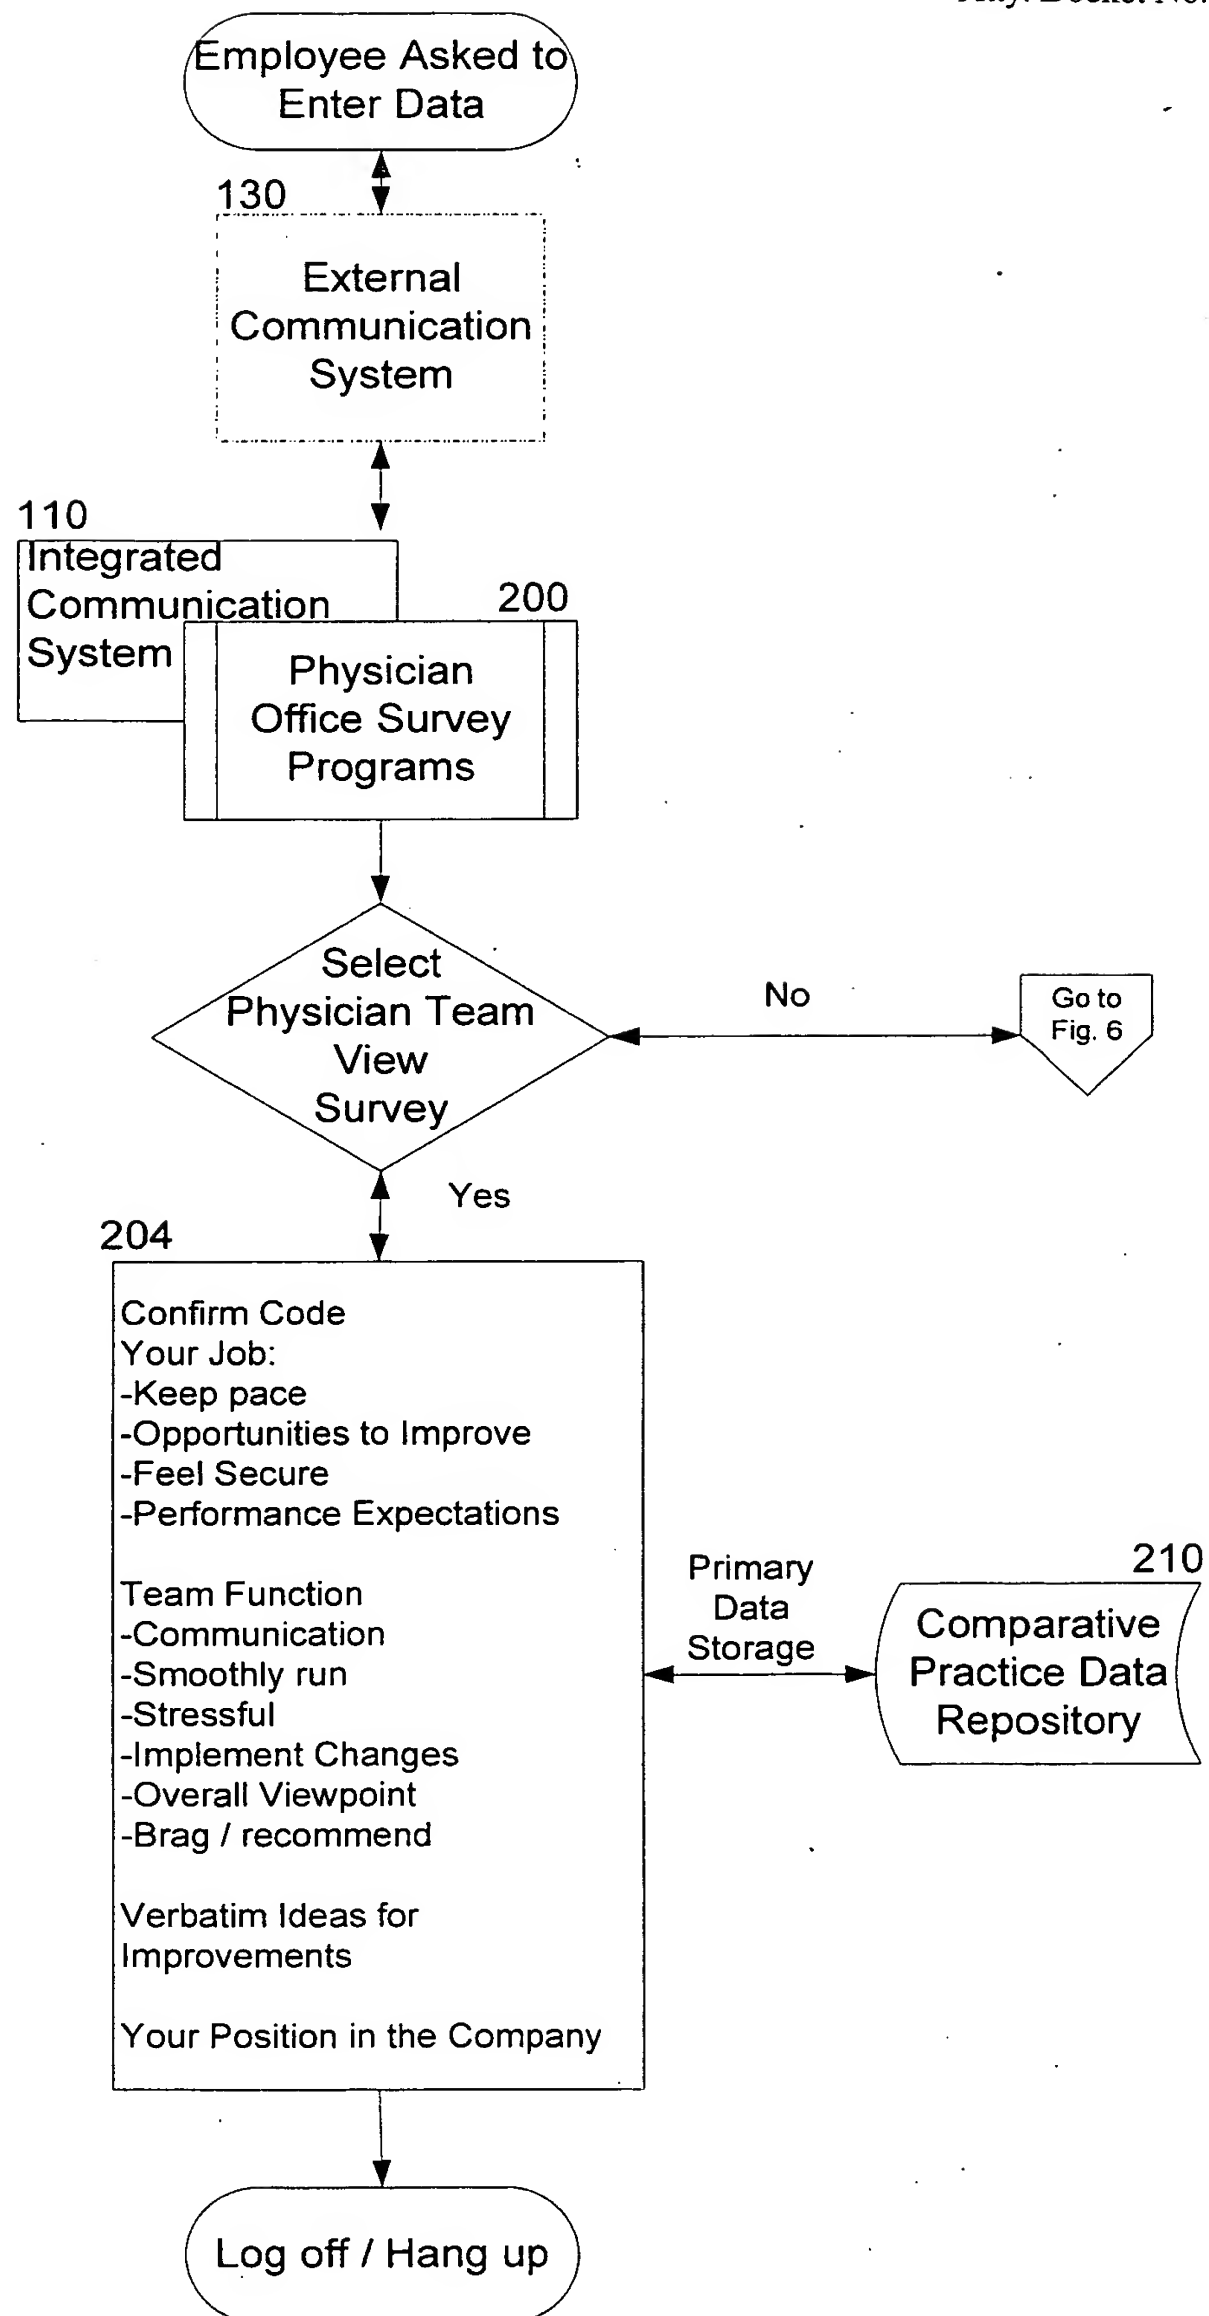 Employee Asked to
Enter Data
130
External
Communication
System
110
Integrated
Communication
System
200
Physician
Office Survey
Programs
Select
Physician Team
View
Survey
No
Go to
Fig. 6
Yes
204
Confirm Code
Your Job:
-Keep pace
-Opportunities to Improve
-Feel Secure
-Performance Expectations
Team Function
-Communication
-Smoothly run
-Stressful
-Implement Changes
-Overall Viewpoint
-Brag / recommend
Verbatim Ideas for
Improvements
Your Position in the Company
Primary
Data
Storage
210
Comparative
Practice Data
Repository
Log off / Hang up